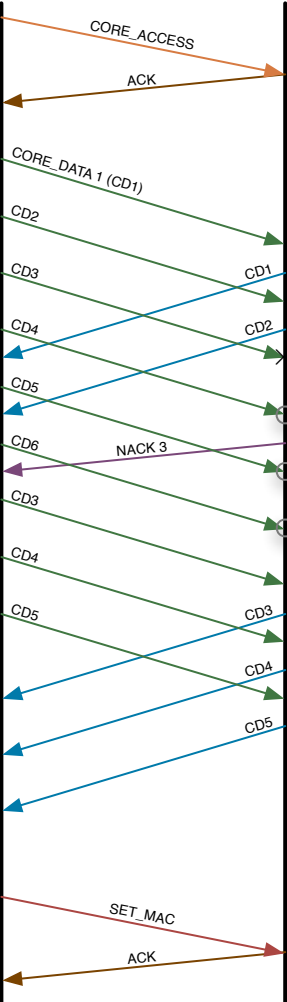 CORE_ACCESS
ACK
CORE_DATA 1 (CD1)
CD2
CD3
CD1
CD4
CD2
CD5
CD6
NACK 3
CD3
CD4
CD5
CD3
CD4
CD5
SET_MAC
ACK